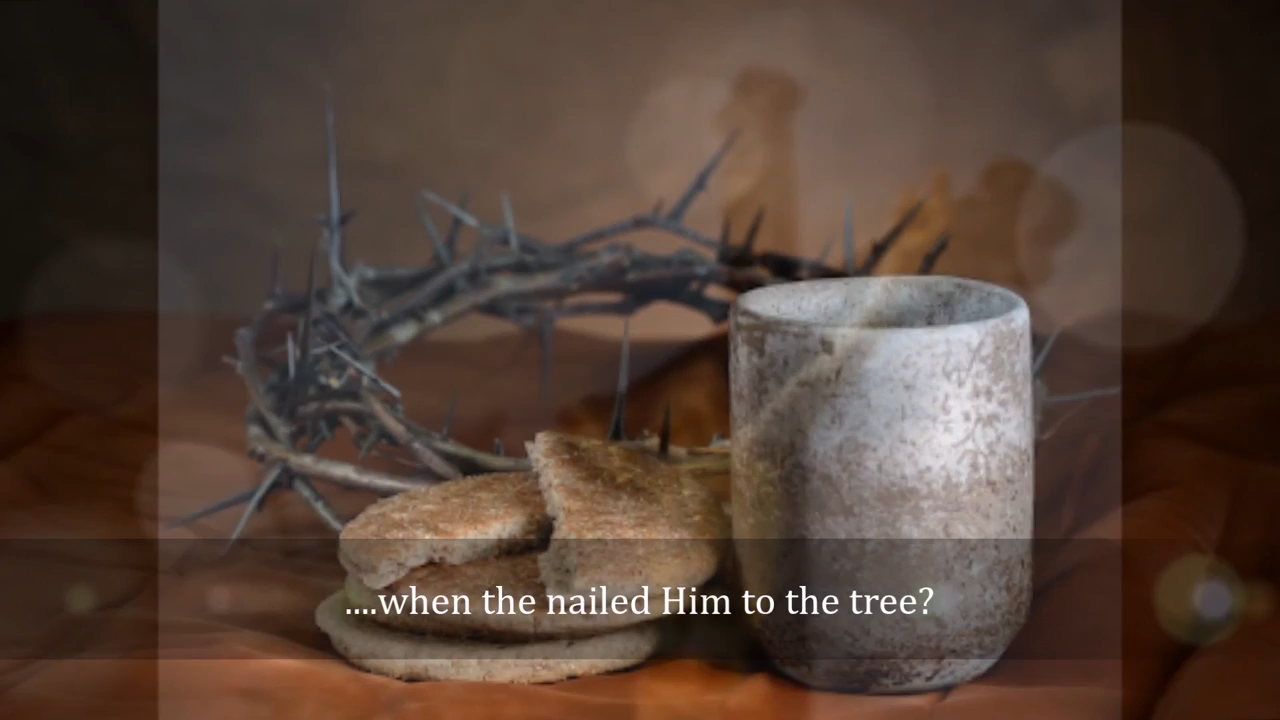 ....when the nailed Him to the tree?